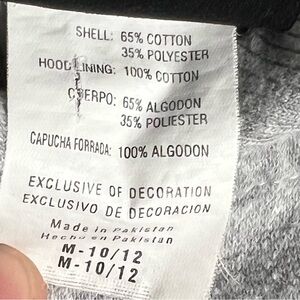 SHELL: 65% COTTON
35% POLYESTER
HOOD LINING: 100% COTTON
CUERPO: 65% ALGODON
35% POLIESTER
CAPUCHA FORRADA: 100% ALGODON
EXCLUSIVE OF DECORATION
EXCLUSIVO DE DECORACION
Made in Pakistan
Hecho en Pakistan
M-10/12
M-10/12